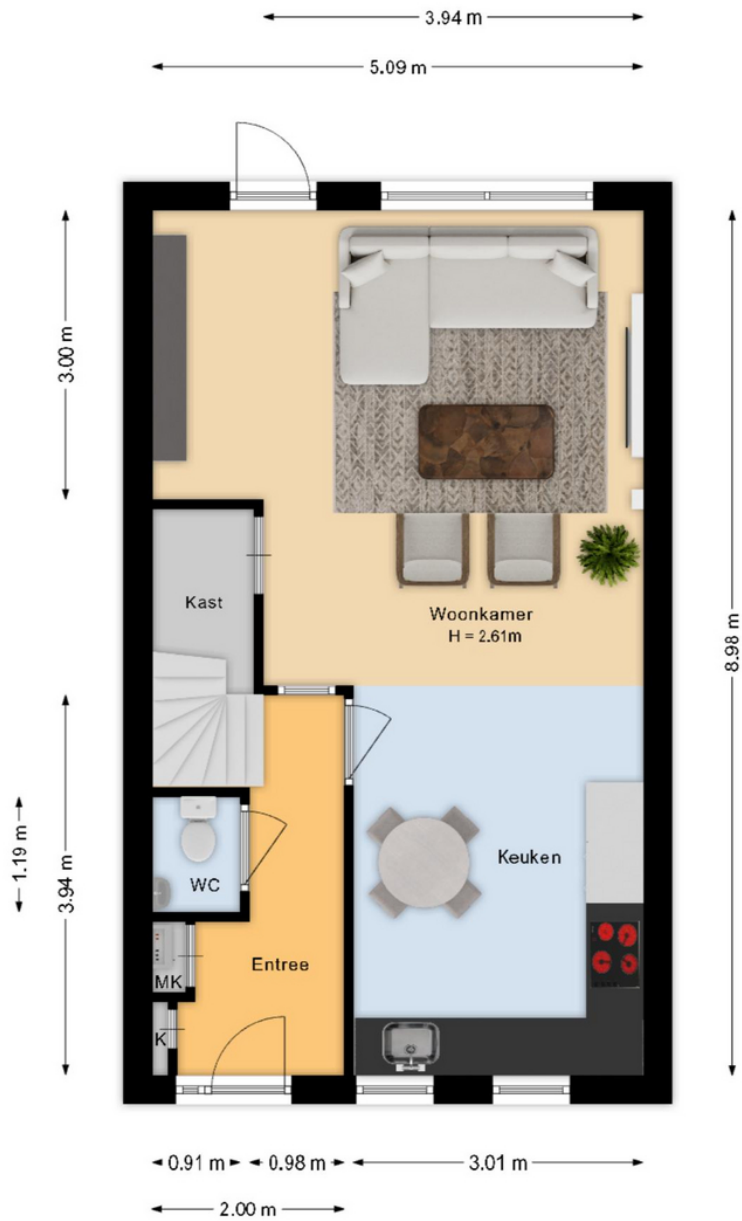 3.94 m
5.09 m
3.00 m
Kast
Woonkamer
H = 2.61m
8.98 m
1.19 m
3.94 m
WC
Keuken
MK
Entree
K
0.91 m
0.98 m
3.01 m
2.00 m